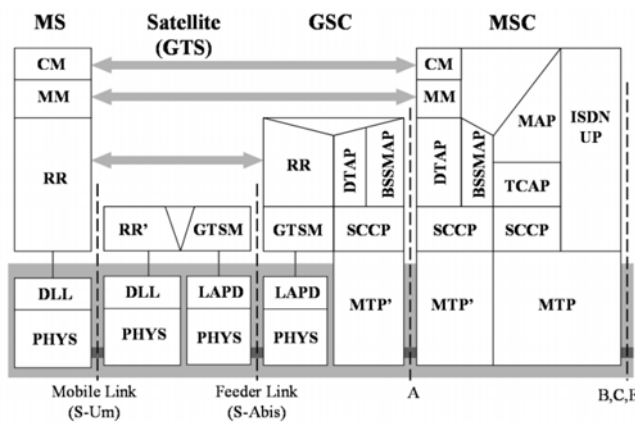 MS Satellite GSC MSC
(GTS)
CM CM
MM MM
MAP ISDN
UP
RR RR DTAP BSSMAP DTAP BSSMAP
TCAP
RR' GTSM GTSM SCCP SCCP SCCP
DLL DLL LAPD LAPD
MTP' MTP' MTP
PHYS PHYS PHYS PHYS
Mobile Link Feeder Link A B,C,E
(S-Um) (S-Abis)